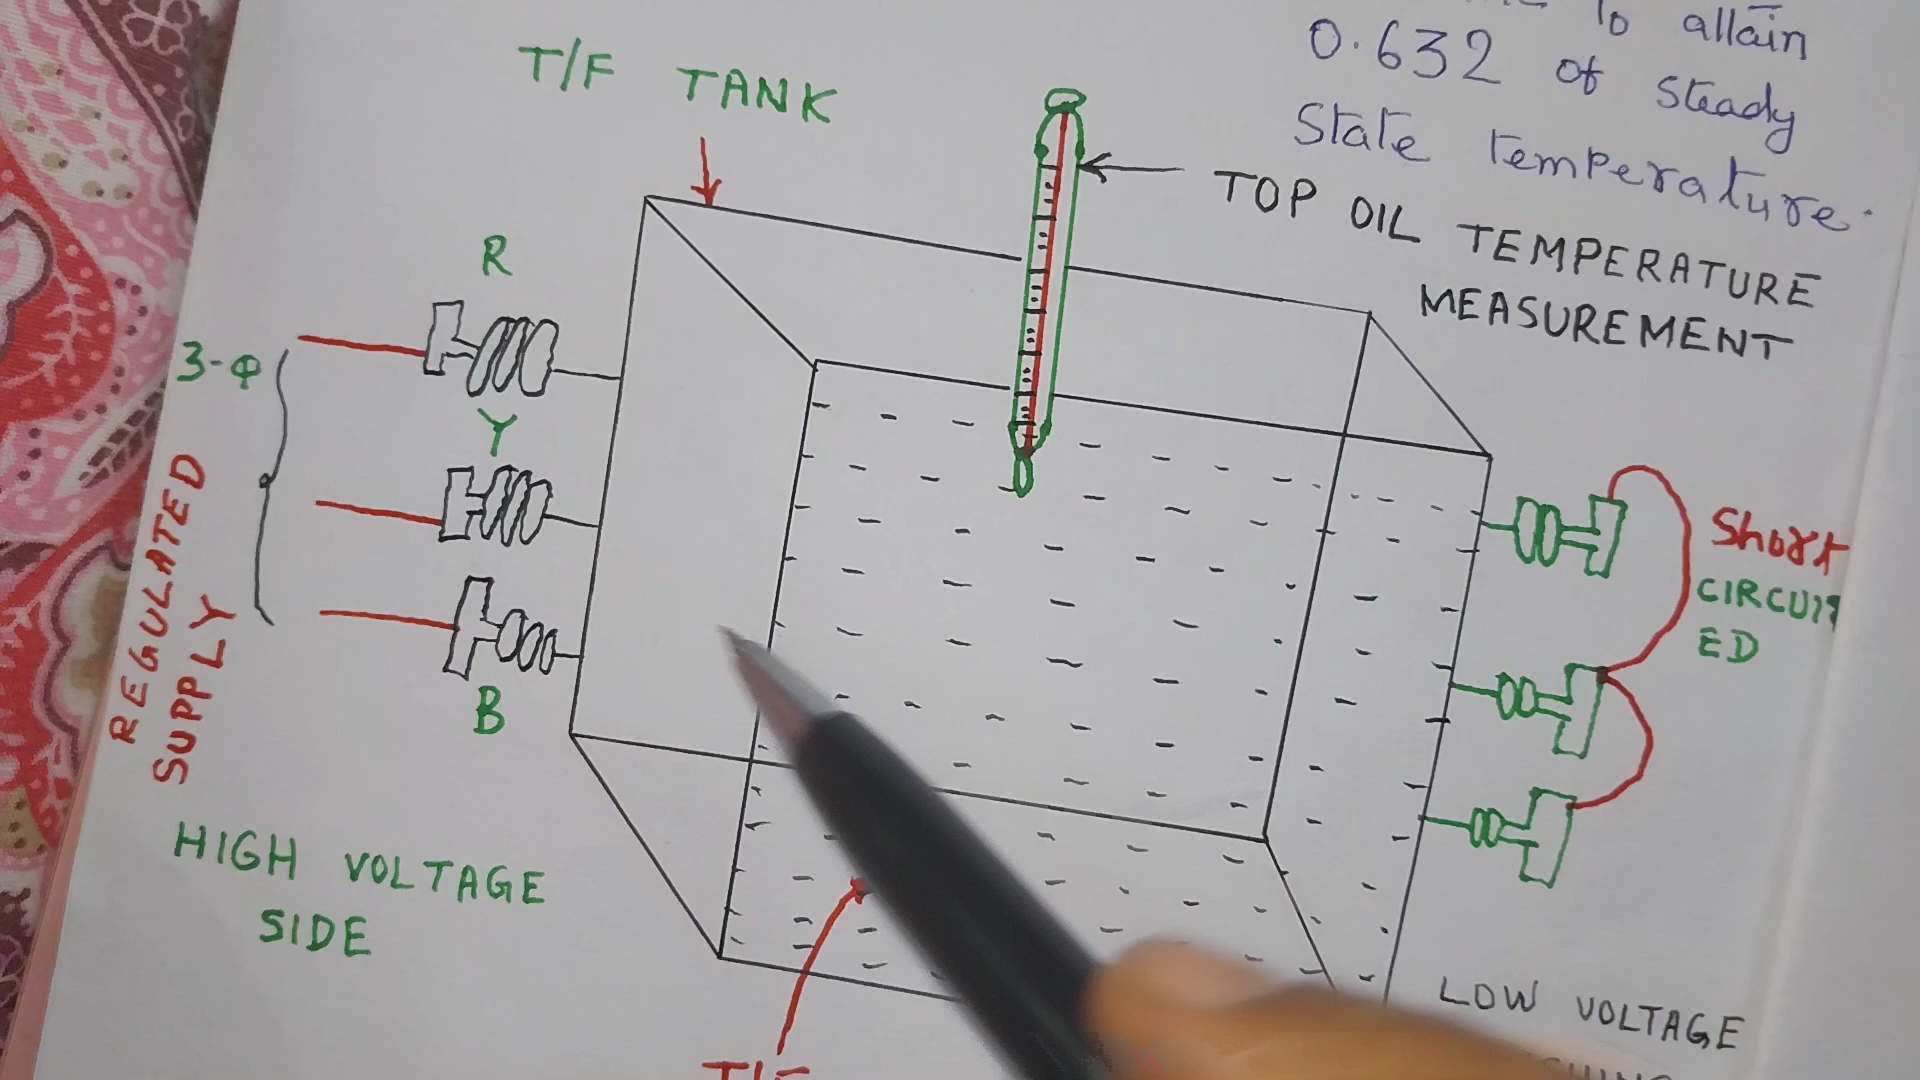 to attain
0.632 of steady
State temperature.
T/F TANK
TOP OIL TEMPERATURE
MEASUREMENT
R
3-Φ
Y
B
REGULATED
SUPPLY
Short
CIRCUIT
ED
HIGH VOLTAGE
SIDE
LOW VOLTAGE